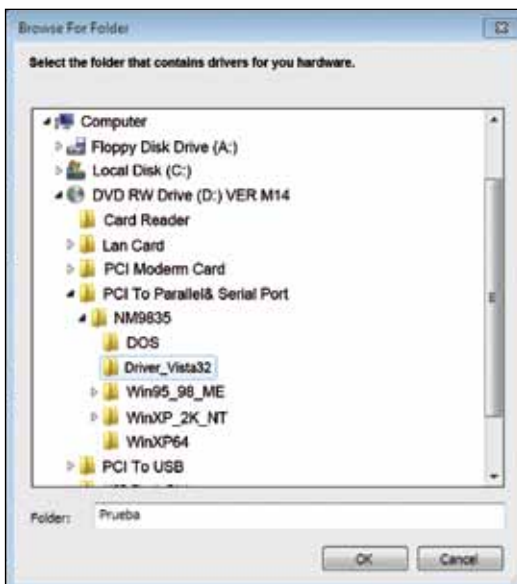 Browse For Folder
Select the folder that contains drivers for you hardware.
Computer
Floppy Disk Drive (A:)
Local Disk (C:)
DVD RW Drive (D:) VER M14
Card Reader
Lan Card
PCI Moderm Card
PCI To Parallel& Serial Port
NM9835
DOS
Driver_Vista32
Win95_98_ME
WinXP_2K_NT
WinXP64
PCI To USB
Folder: Prueba
OK Cancel